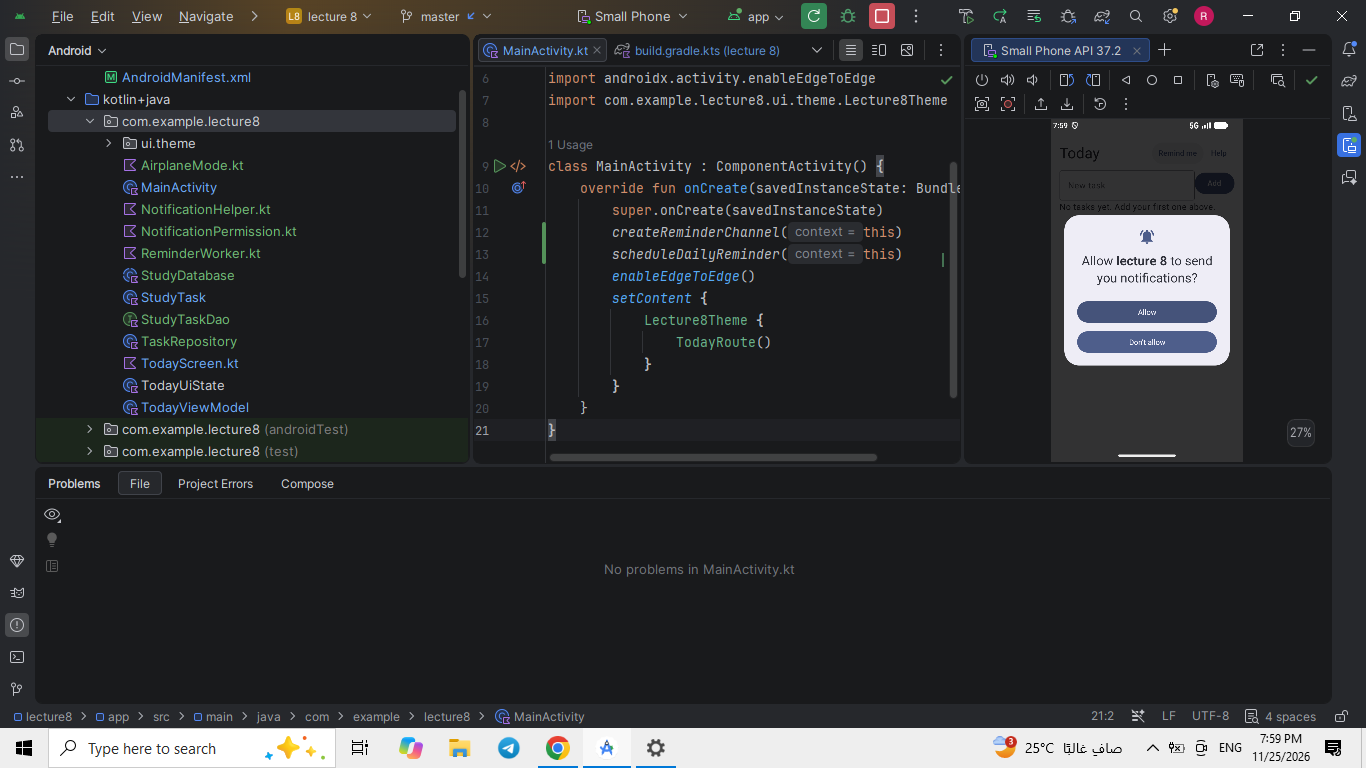 File Edit View Navigate L8 lecture 8 master Small Phone app R
Android
AndroidManifest.xml
kotlin+java
com.example.lecture8
ui.theme
AirplaneMode.kt
MainActivity
NotificationHelper.kt
NotificationPermission.kt
ReminderWorker.kt
StudyDatabase
StudyTask
StudyTaskDao
TaskRepository
TodayScreen.kt
TodayUiState
TodayViewModel
com.example.lecture8 (androidTest)
com.example.lecture8 (test)
MainActivity.kt build.gradle.kts (lecture 8)
6 import androidx.activity.enableEdgeToEdge
7 import com.example.lecture8.ui.theme.Lecture8Theme
8
1 Usage
9 class MainActivity : ComponentActivity() {
10 override fun onCreate(savedInstanceState: Bundle
11 super.onCreate(savedInstanceState)
12 createReminderChannel( context = this)
13 scheduleDailyReminder( context = this)
14 enableEdgeToEdge()
15 setContent {
16 Lecture8Theme {
17 TodayRoute()
18 }
19 }
20 }
21 }
Small Phone API 37.2
7:59 5G
Today Remind me Help
New task Add
No tasks yet. Add your first one above.
Allow lecture 8 to send
you notifications?
Allow
Don't allow
27%
Problems File Project Errors Compose
No problems in MainActivity.kt
lecture8 app src main java com example lecture8 MainActivity 21:2 LF UTF-8 4 spaces
Type here to search 3 25°C صافٍ غالبًا ENG 7:59 PM
11/25/2026